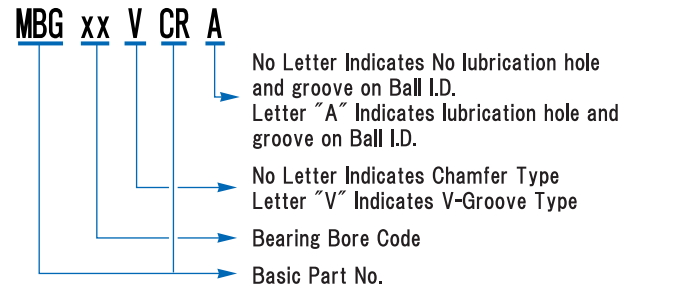 MBG xx V CR A
No Letter Indicates No lubrication hole
and groove on Ball I.D.
Letter ″A″ Indicates lubrication hole and
groove on Ball I.D.
No Letter Indicates Chamfer Type
Letter ″V″ Indicates V-Groove Type
Bearing Bore Code
Basic Part No.